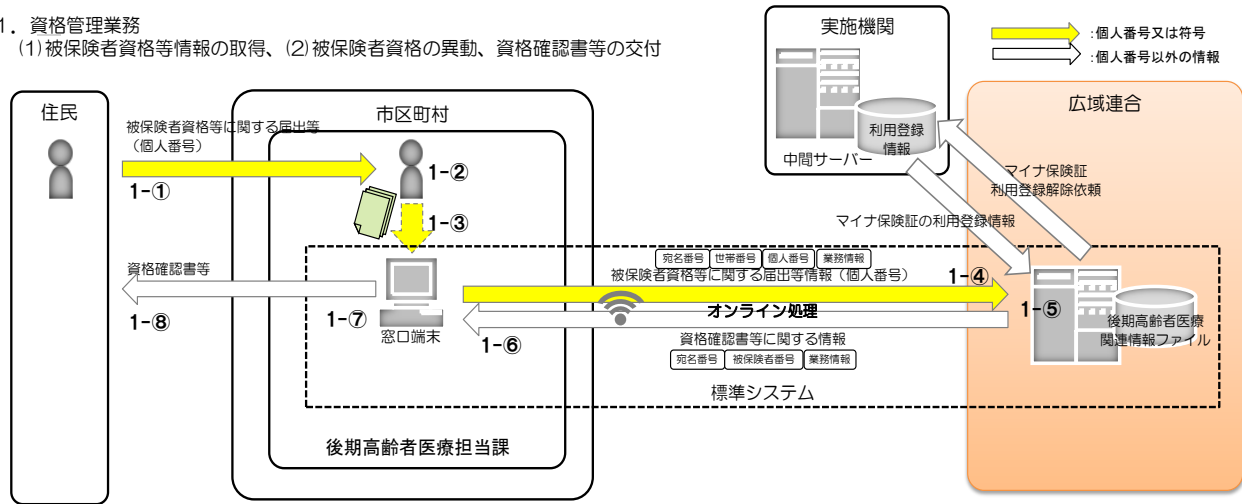 1．資格管理業務
(1)被保険者資格等情報の取得、(2)被保険者資格の異動、資格確認書等の交付
:個人番号又は符号
:個人番号以外の情報
実施機関
利用登録
情報
中間サーバー
広域連合
マイナ保険証
利用登録解除依頼
マイナ保険証の利用登録情報
住民
市区町村
被保険者資格等に関する届出等
（個人番号）
1-①
1-②
1-③
宛名番号 世帯番号 個人番号 業務情報
被保険者資格等に関する届出等情報（個人番号）
1-④
資格確認書等
オンライン処理
1-⑤
1-⑧
1-⑦
窓口端末
1-⑥
資格確認書等に関する情報
宛名番号 被保険者番号 業務情報
後期高齢者医療
関連情報ファイル
標準システム
後期高齢者医療担当課